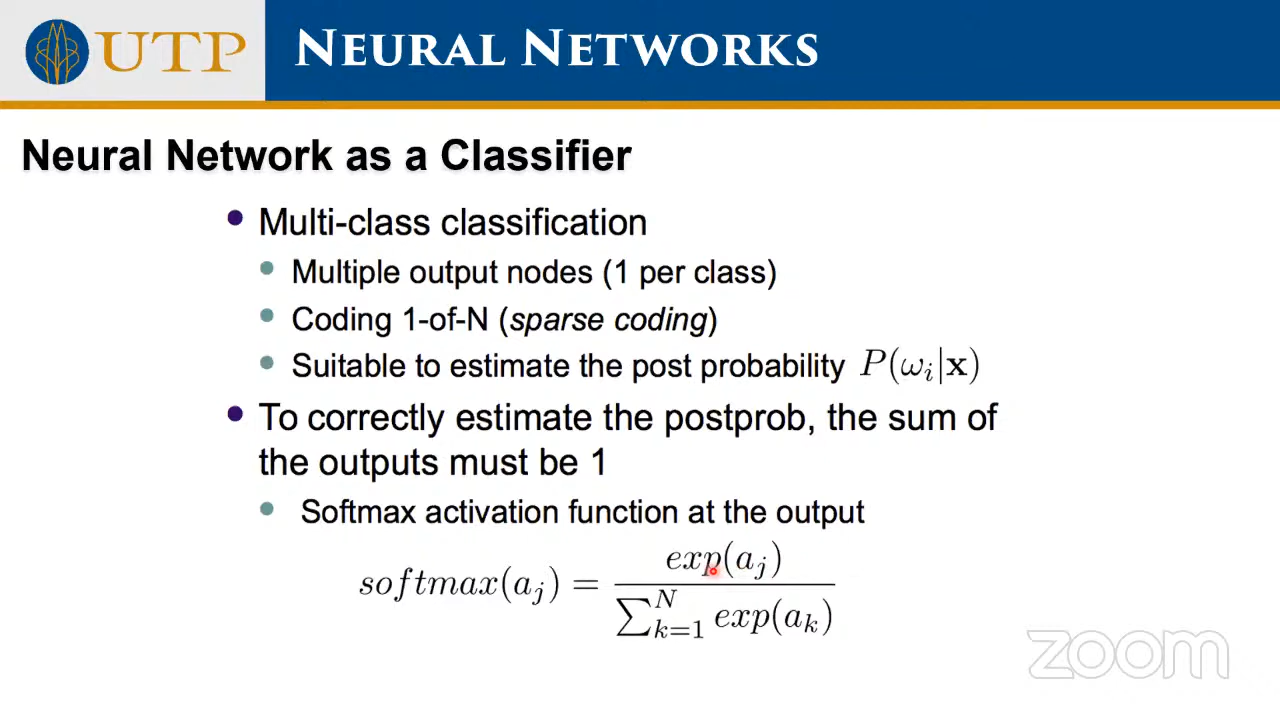 UTP
NEURAL NETWORKS
Neural Network as a Classifier
• Multi-class classification
• Multiple output nodes (1 per class)
• Coding 1-of-N (sparse coding)
• Suitable to estimate the post probability P(ω_i|x)
• To correctly estimate the postprob, the sum of
the outputs must be 1
• Softmax activation function at the output
softmax(a_j) = exp(a_j) / ∑_{k=1}^{N} exp(a_k)
zoom